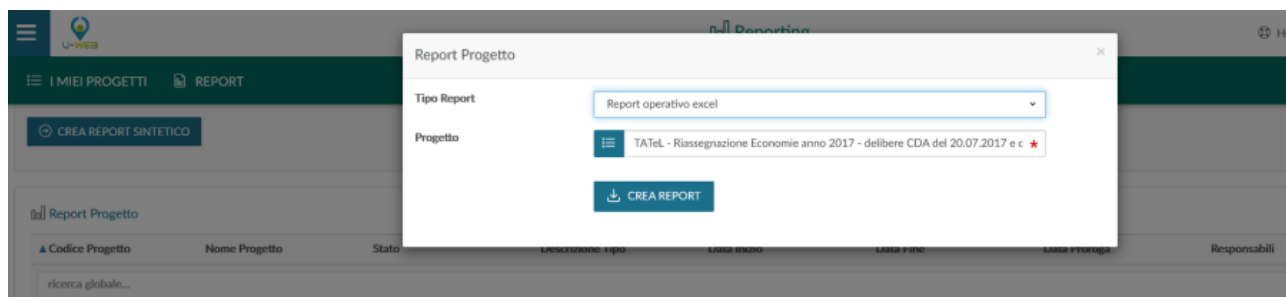 U-WEB
Reporting
H
I MIEI PROGETTI
REPORT
CREA REPORT SINTETICO
Report Progetto
×
Tipo Report
Report operativo excel
Progetto
TATeL - Riassegnazione Economie anno 2017 - delibere CDA del 20.07.2017 e c *
CREA REPORT
Report Progetto
Codice Progetto Nome Progetto Stato Descrizione Tipo Data Inizio Data Fine Data Proroga Responsabili
ricerca globale...